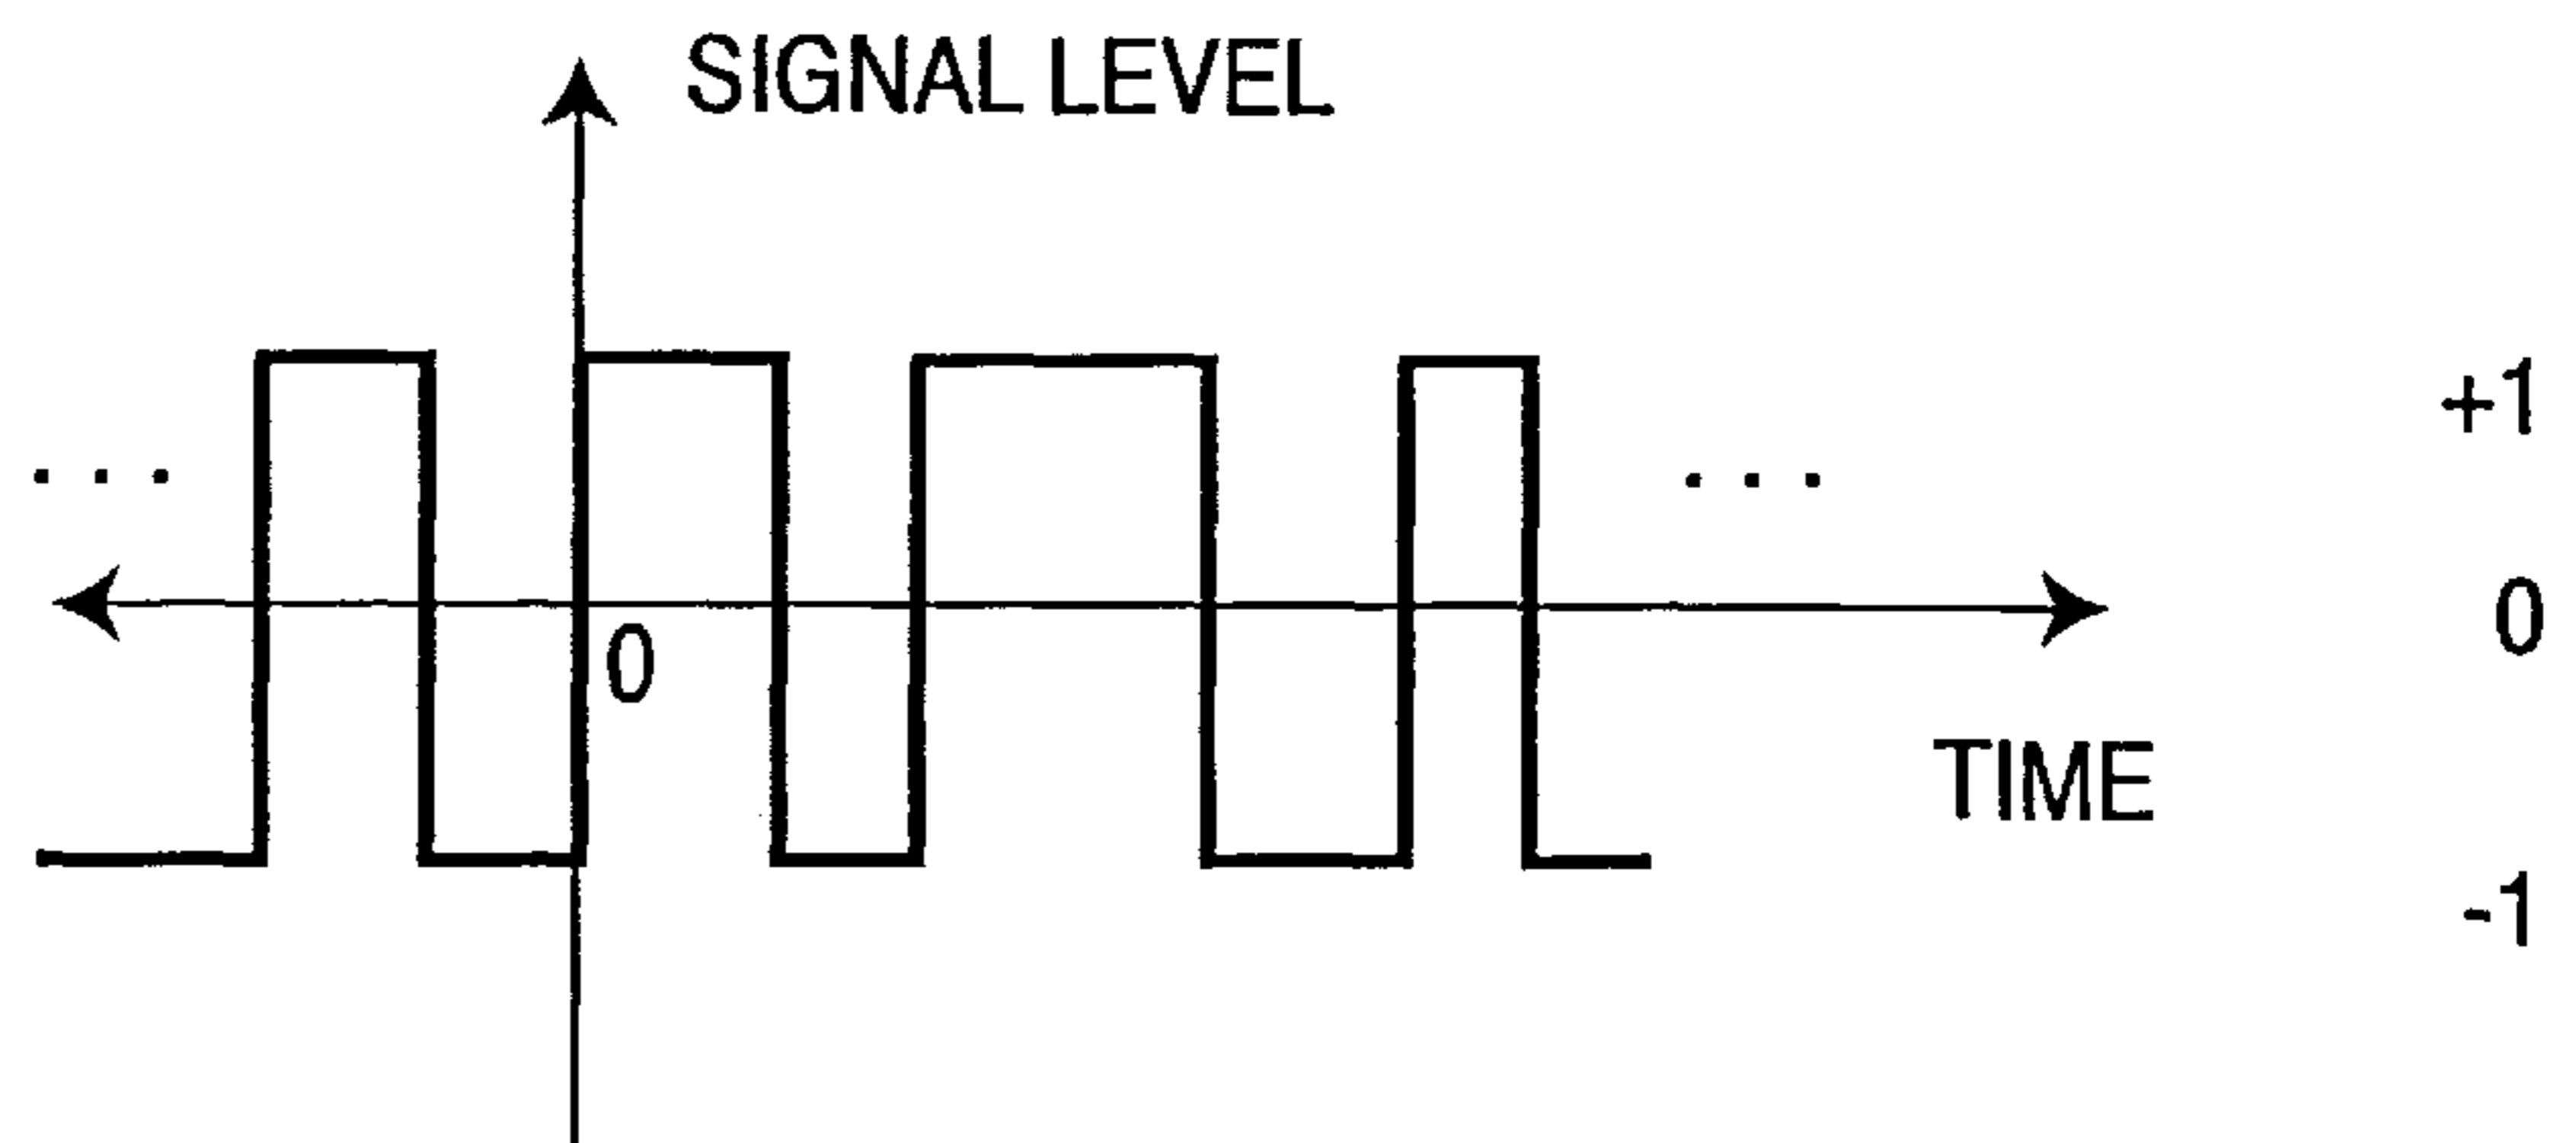 SIGNAL LEVEL
+1
. . .
. . .
0
0
TIME
-1